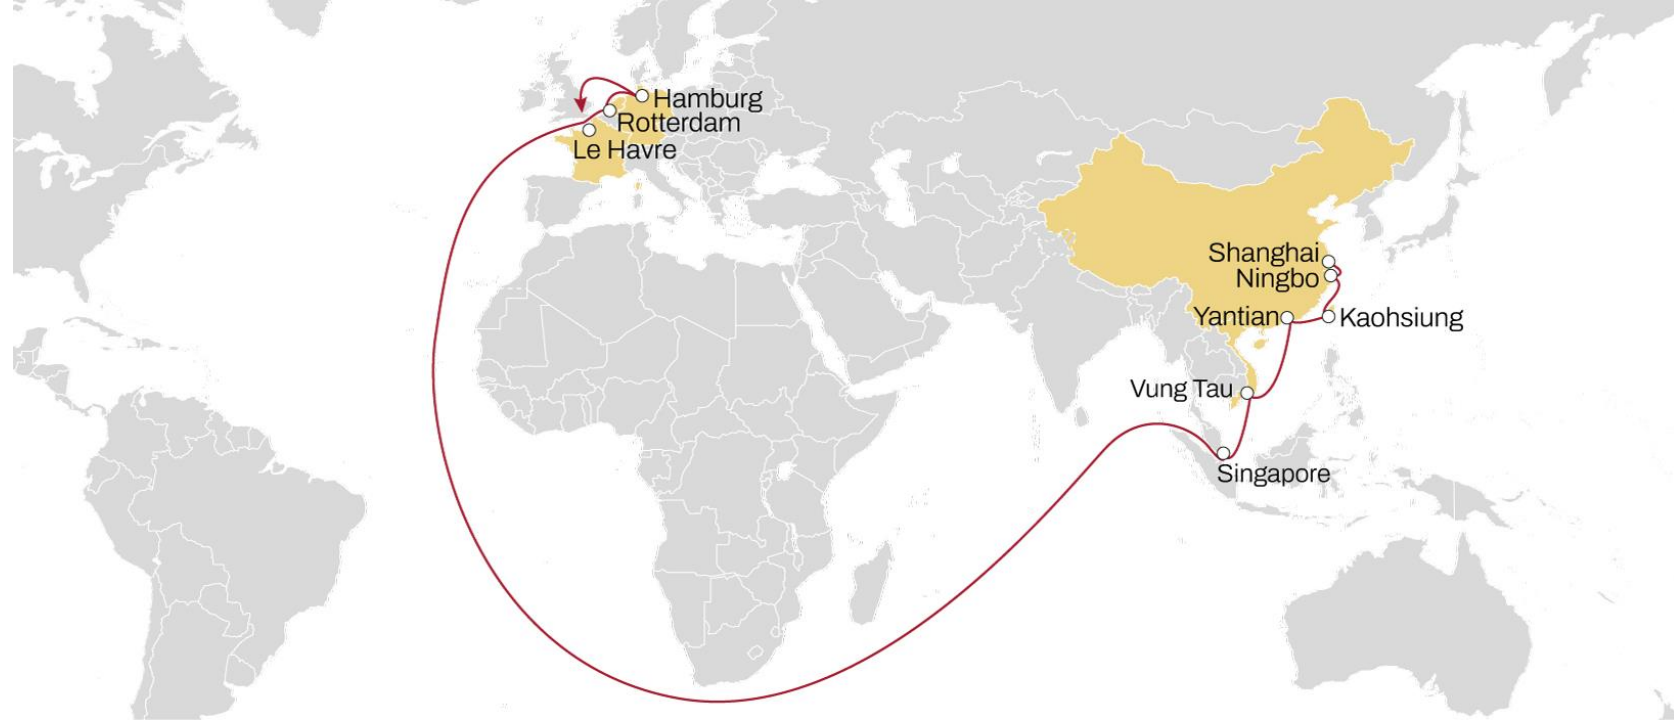 Hamburg
Rotterdam
Le Havre
Shanghai
Ningbo
Yantian
Kaohsiung
Vung Tau
Singapore